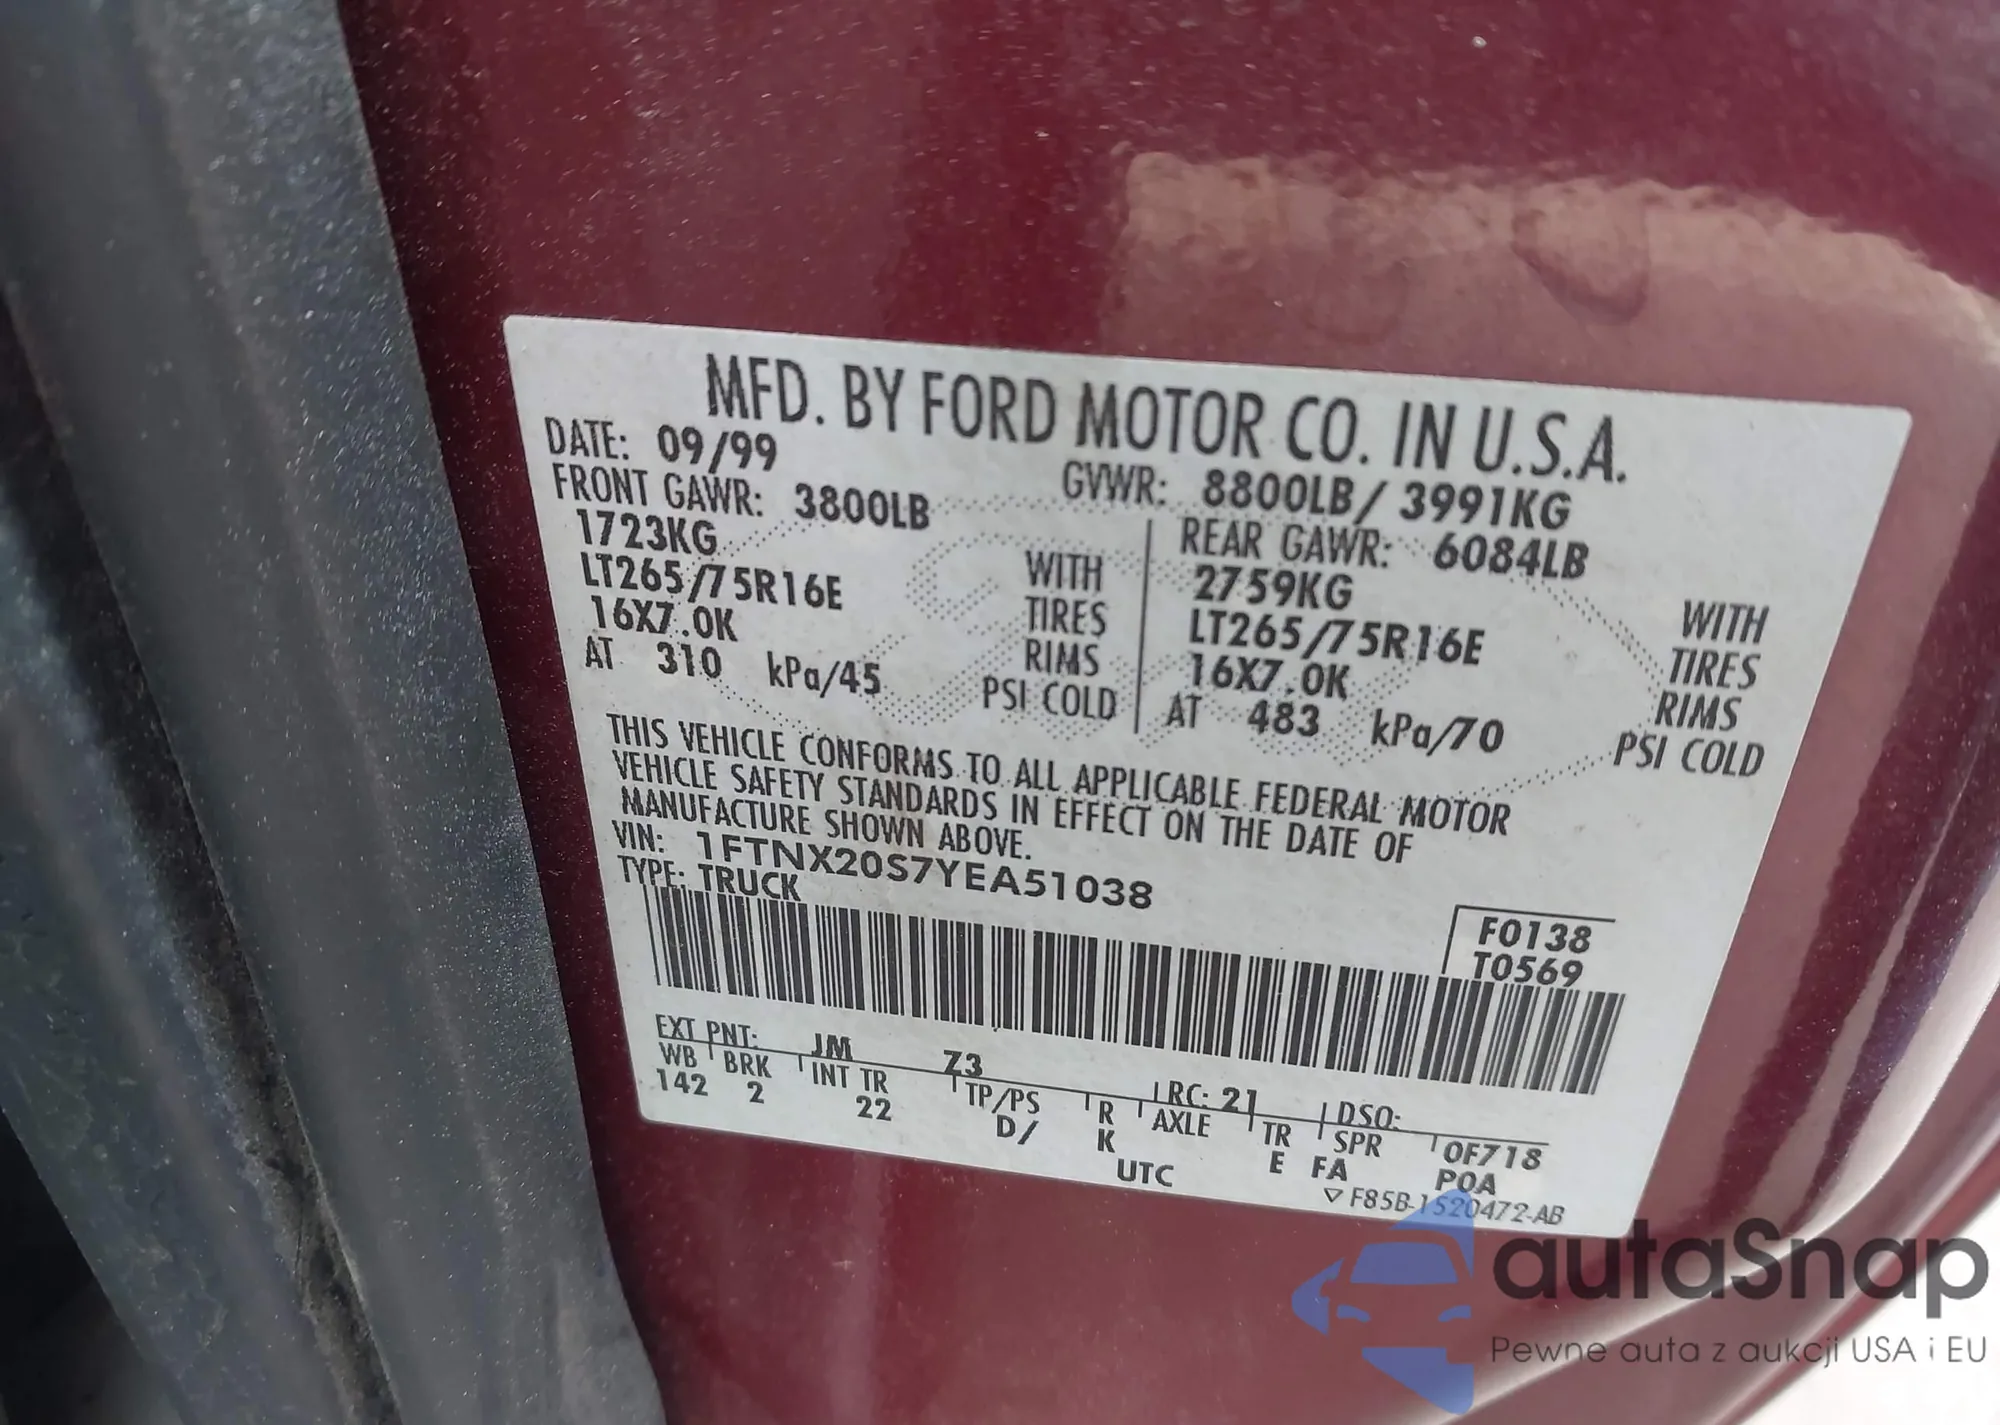 MFD. BY FORD MOTOR CO. IN U.S.A.
DATE: 09/99 GVWR: 8800LB/ 3991KG
FRONT GAWR: 3800LB REAR GAWR: 6084LB
1723KG WITH 2759KG WITH
LT265/75R16E TIRES LT265/75R16E TIRES
16X7.0K RIMS 16X7.0K RIMS
AT 310 kPa/45 PSI COLD AT 483 kPa/70 PSI COLD
THIS VEHICLE CONFORMS TO ALL APPLICABLE FEDERAL MOTOR
VEHICLE SAFETY STANDARDS IN EFFECT ON THE DATE OF
MANUFACTURE SHOWN ABOVE.
VIN: 1FTNX20S7YEA51038
TYPE: TRUCK
F0138
T0569
EXT PNT: JM Z3 RC: 21 DSO:
WB BRK INT TR TP/PS R AXLE TR SPR 0F718
142 2 22 D/ K E FA POA
UTC
▽ F85B-1520472-AB
autaSnap
Pewne auta z aukcji USA i EU